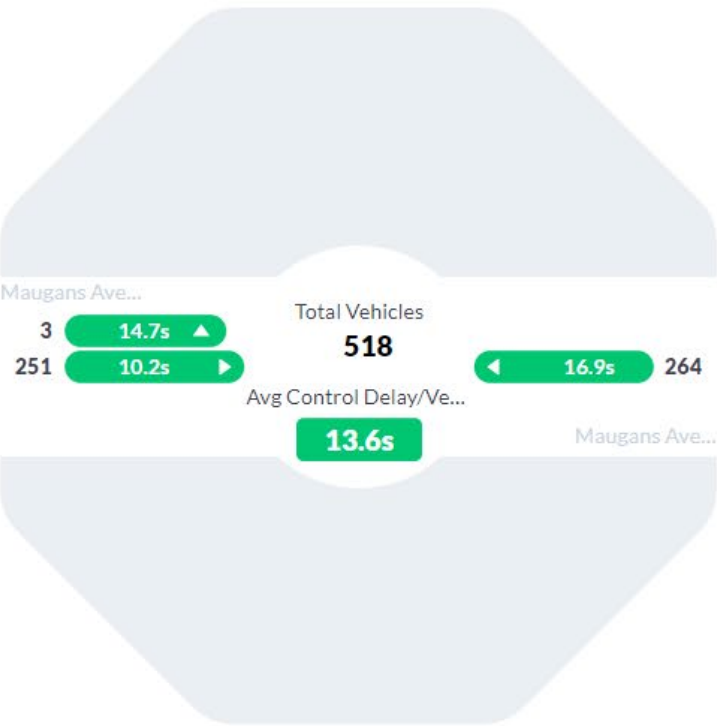 Maugans Ave...
Total Vehicles
3 14.7s
518
251 10.2s
16.9s 264
Avg Control Delay/Ve...
13.6s
Maugans Ave...